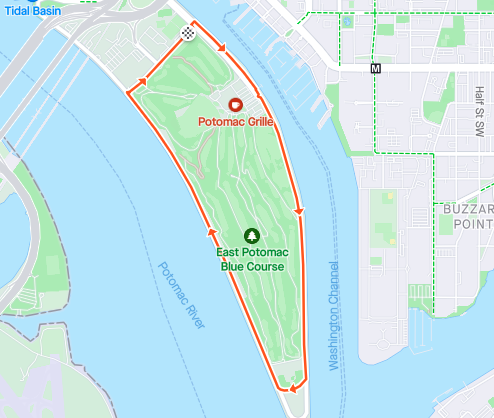 Tidal Basin
M
Half St SW
Potomac Grille
BUZZAR
POINT
East Potomac
Blue Course
Potomac River
Washington Channel